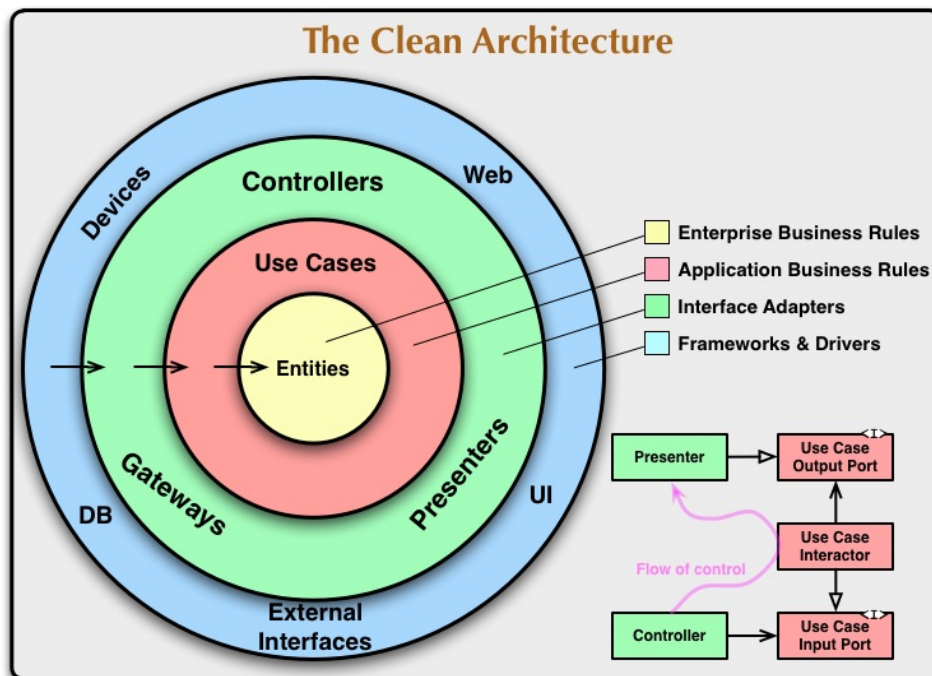 The Clean Architecture
Devices
Web
Controllers
Use Cases
Entities
Gateways
Presenters
DB
UI
External
Interfaces
Enterprise Business Rules
Application Business Rules
Interface Adapters
Frameworks & Drivers
Presenter
<I>
Use Case
Output Port
Use Case
Interactor
Flow of control
Controller
<I>
Use Case
Input Port